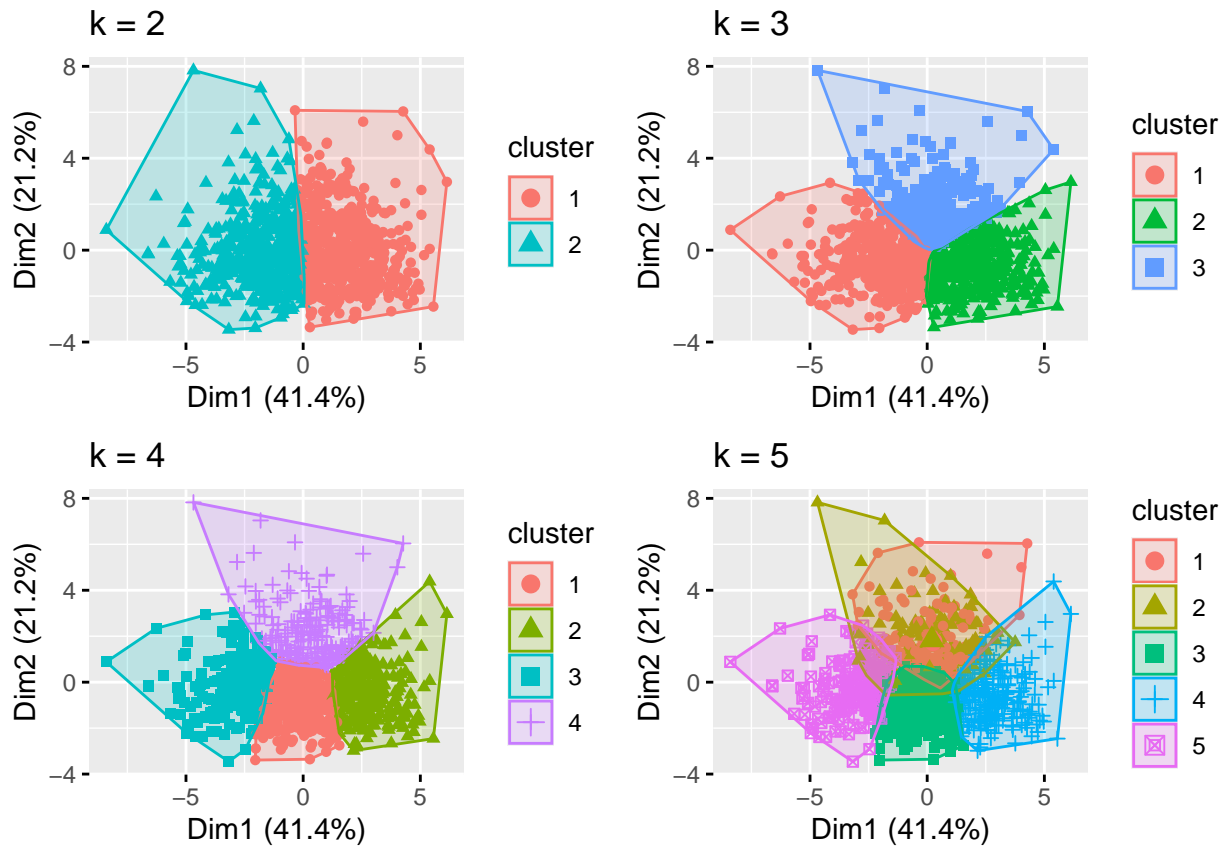 k = 2
8
4
0
−4
−5
0
5
Dim1 (41.4%)
Dim2 (21.2%)
cluster
1
2
k = 3
8
4
0
−4
−5
0
5
Dim1 (41.4%)
Dim2 (21.2%)
cluster
1
2
3
k = 4
8
4
0
−4
−5
0
5
Dim1 (41.4%)
Dim2 (21.2%)
cluster
1
2
3
4
k = 5
8
4
0
−4
−5
0
5
Dim1 (41.4%)
Dim2 (21.2%)
cluster
1
2
3
4
5